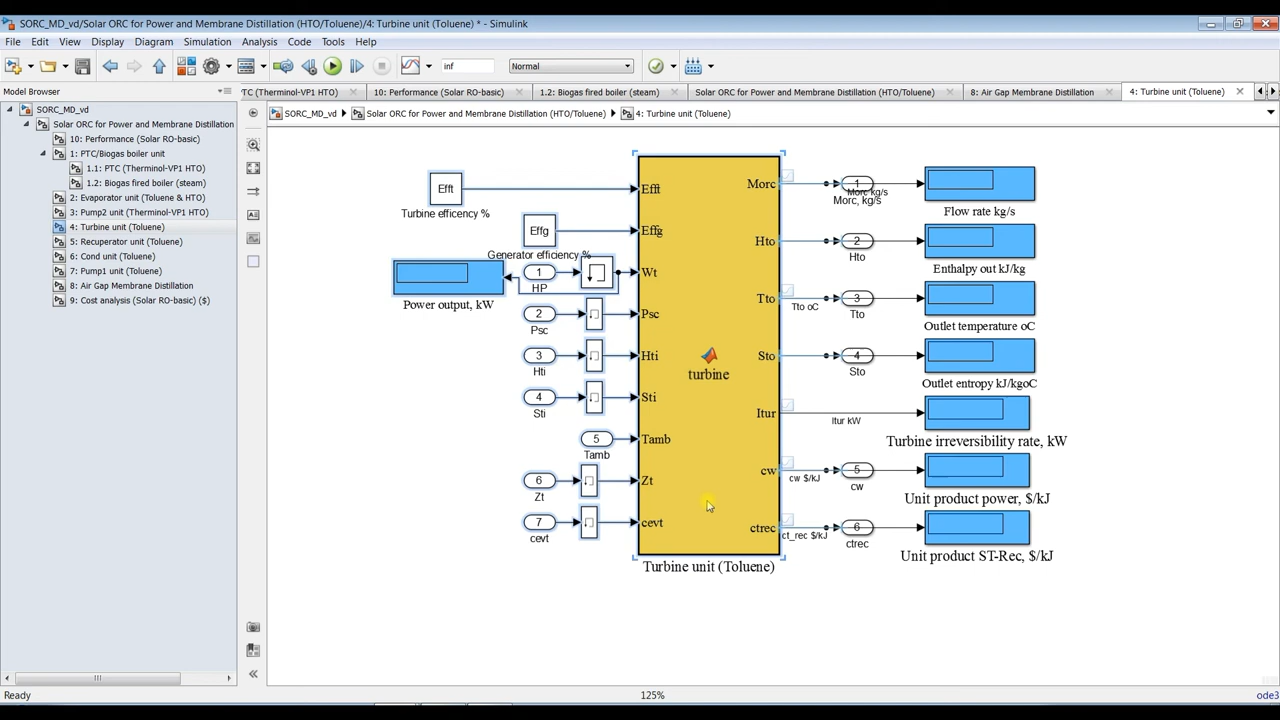 SORC_MD_vd/Solar ORC for Power and Membrane Distillation (HTO/Toluene)/4: Turbine unit (Toluene) * - Simulink
File Edit View Display Diagram Simulation Analysis Code Tools Help
inf
Normal
Model Browser
TC (Therminol-VP1 HTO)
10: Performance (Solar RO-basic)
1.2: Biogas fired boiler (steam)
Solar ORC for Power and Membrane Distillation (HTO/Toluene)
8: Air Gap Membrane Distillation
4: Turbine unit (Toluene)
SORC_MD_vd
Solar ORC for Power and Membrane Distillation (HTO/Toluene)
4: Turbine unit (Toluene)
SORC_MD_vd
Solar ORC for Power and Membrane Distillation
10: Performance (Solar RO-basic)
1: PTC/Biogas boiler unit
1.1: PTC (Therminol-VP1 HTO)
1.2: Biogas fired boiler (steam)
2: Evaporator unit (Toluene & HTO)
3: Pump2 unit (Therminol-VP1 HTO)
4: Turbine unit (Toluene)
5: Recuperator unit (Toluene)
6: Cond unit (Toluene)
7: Pump1 unit (Toluene)
8: Air Gap Membrane Distillation
9: Cost analysis (Solar RO-basic) ($)
Efft
Turbine efficency %
Effg
Generator efficiency %
1
HP
Power output, kW
2
Psc
3
Hti
4
Sti
5
Tamb
6
Zt
7
cevt
Efft
Effg
Wt
Psc
Hti
Sti
Tamb
Zt
cevt
turbine
Morc
Hto
Tto
Sto
Itur
cw
ctrec
Turbine unit (Toluene)
1
Morc kg/s
Morc, kg/s
Flow rate kg/s
2
Hto
Enthalpy out kJ/kg
Tto oC
3
Tto
Outlet temperature oC
4
Sto
Outlet entropy kJ/kgoC
Itur kW
Turbine irreversibility rate, kW
cw $/kJ
5
cw
Unit product power, $/kJ
ct_rec $/kJ
6
ctrec
Unit product ST-Rec, $/kJ
Ready
125%
ode3